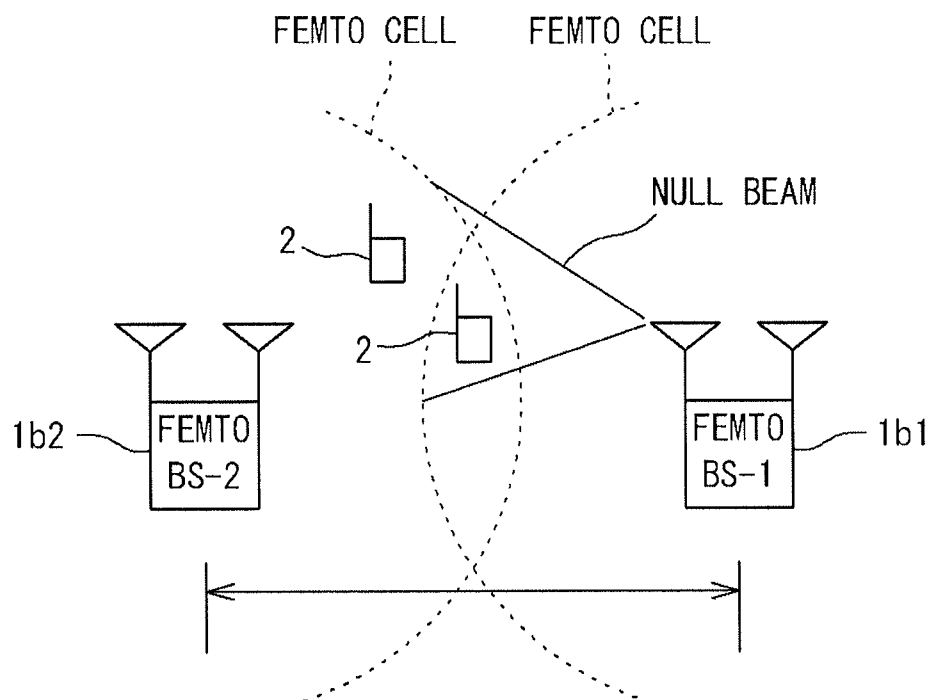 FEMTO CELL
FEMTO CELL
NULL BEAM
2
2
1b2
FEMTO
BS-2
FEMTO
BS-1
1b1